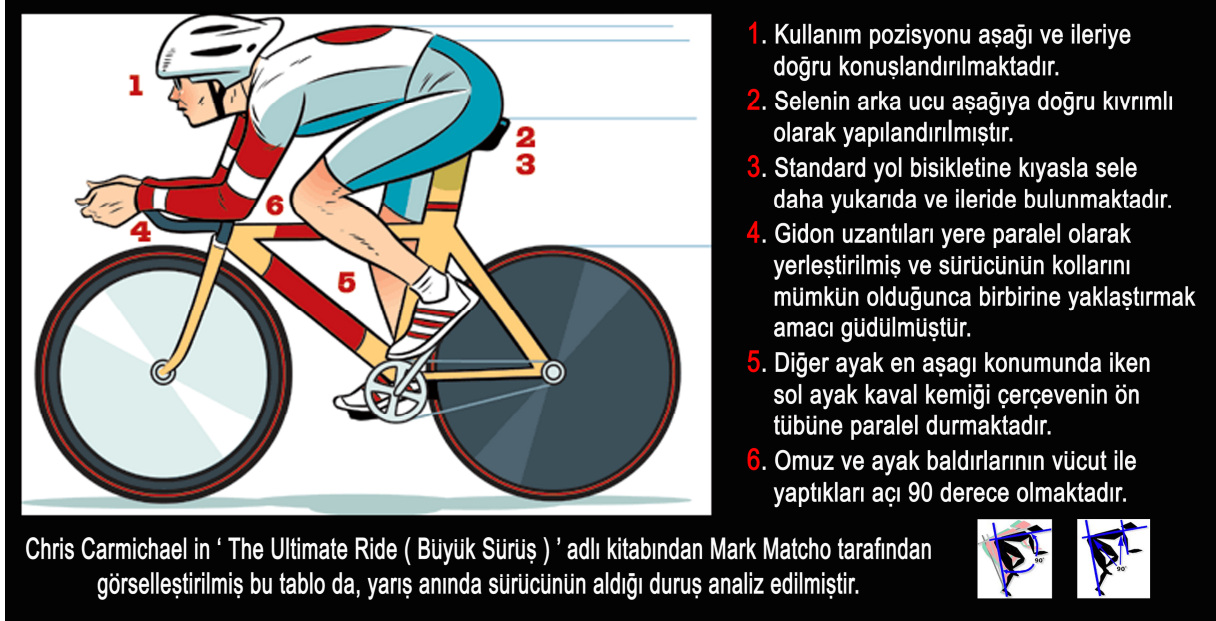 1
2
3
4
5
6
1. Kullanım pozisyonu aşağı ve ileriye
doğru konuşlandırılmaktadır.
2. Selenin arka ucu aşağıya doğru kıvrımlı
olarak yapılandırılmıştır.
3. Standard yol bisikletine kıyasla sele
daha yukarıda ve ileride bulunmaktadır.
4. Gidon uzantıları yere paralel olarak
yerleştirilmiş ve sürücünün kollarını
mümkün olduğunca birbirine yaklaştırmak
amacı güdülmüştür.
5. Diğer ayak en aşagı konumunda iken
sol ayak kaval kemiği çerçevenin ön
tübüne paralel durmaktadır.
6. Omuz ve ayak baldırlarının vücut ile
yaptıkları açı 90 derece olmaktadır.
90°
90°
Chris Carmichael in ‘ The Ultimate Ride ( Büyük Sürüş ) ’ adlı kitabından Mark Matcho tarafından
görselleştirilmiş bu tablo da, yarış anında sürücünün aldığı duruş analiz edilmiştir.